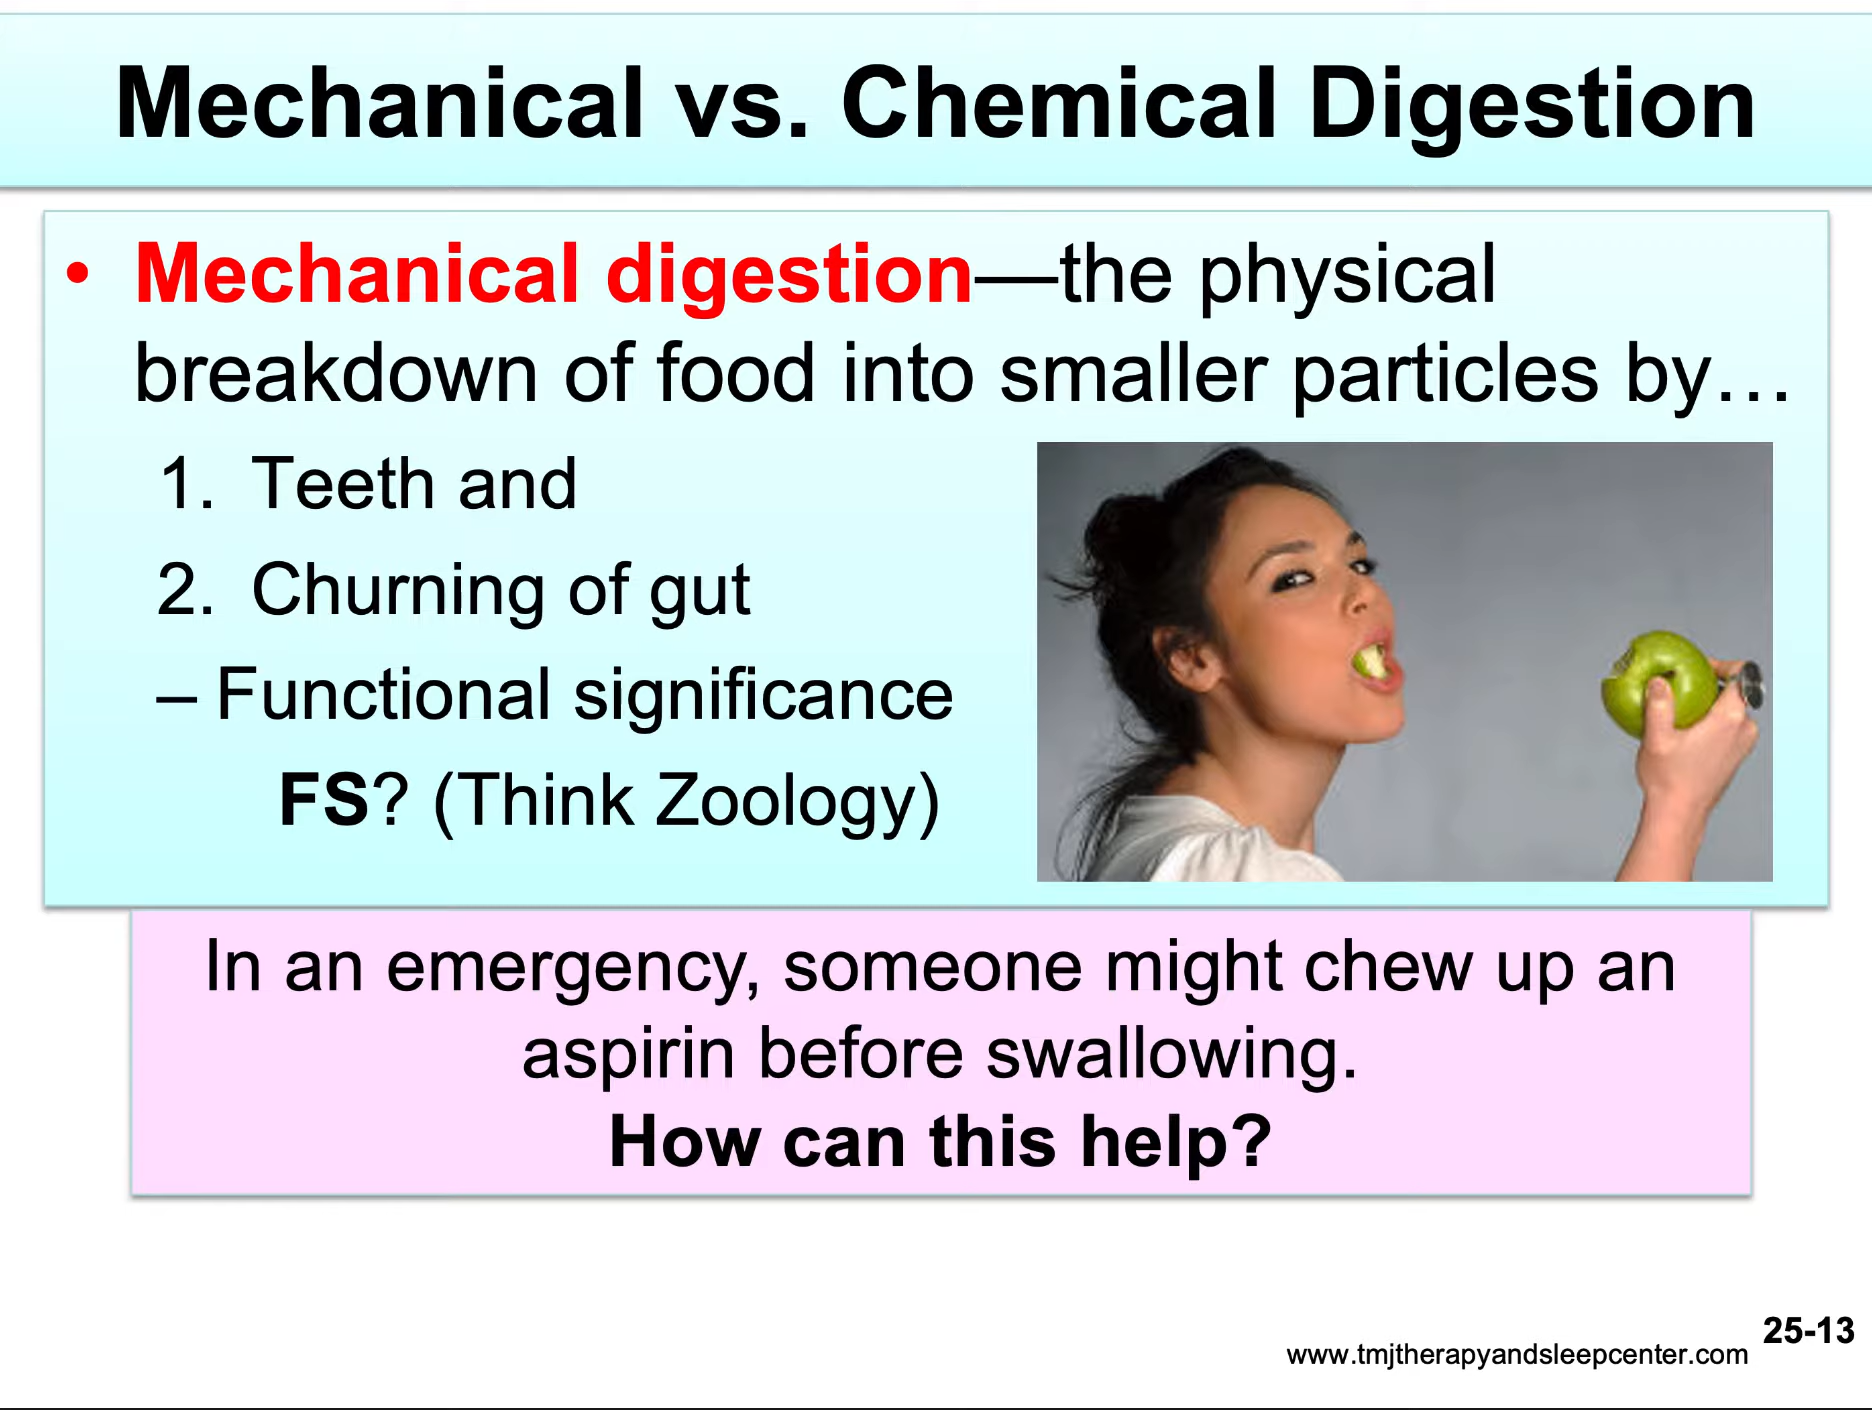 Mechanical vs. Chemical Digestion
• Mechanical digestion—the physical
breakdown of food into smaller particles by…
1. Teeth and
2. Churning of gut
– Functional significance
FS? (Think Zoology)
In an emergency, someone might chew up an
aspirin before swallowing.
How can this help?
25-13
www.tmjtherapyandsleepcenter.com